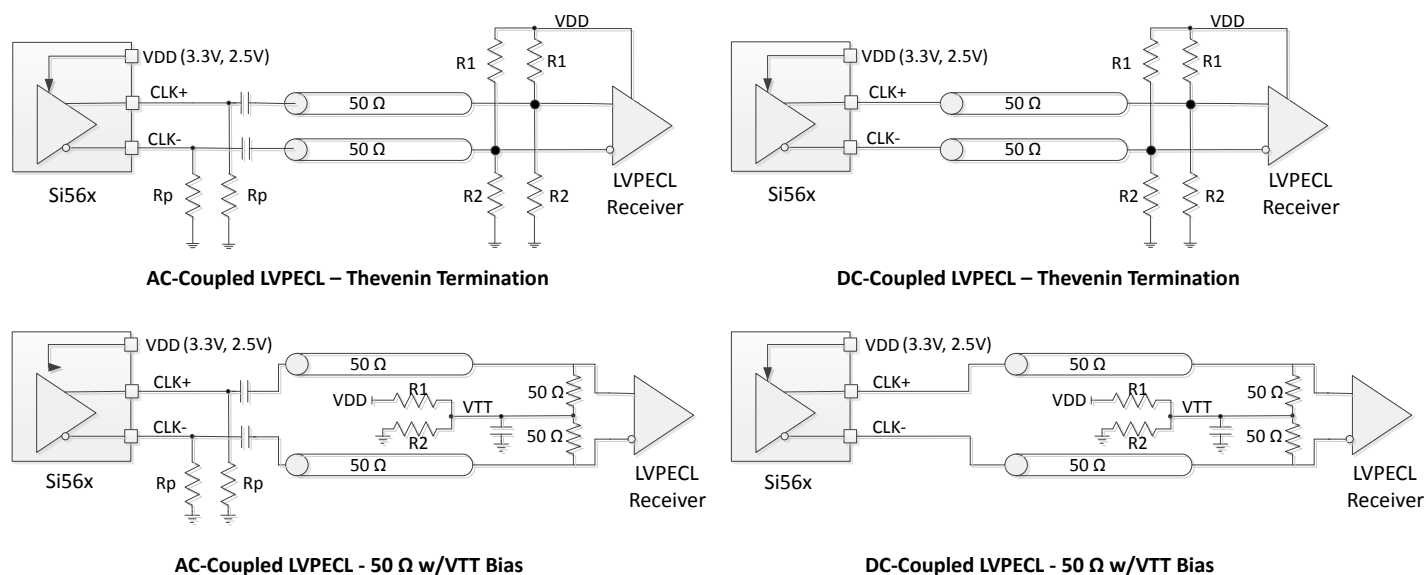 VDD
VDD (3.3V, 2.5V)
R1
R1
CLK+
50 Ω
CLK-
50 Ω
Si56x
Rp
Rp
R2
R2
LVPECL
Receiver
AC-Coupled LVPECL – Thevenin Termination
VDD
VDD (3.3V, 2.5V)
R1
R1
CLK+
50 Ω
CLK-
50 Ω
Si56x
R2
R2
LVPECL
Receiver
DC-Coupled LVPECL – Thevenin Termination
VDD (3.3V, 2.5V)
50 Ω
CLK+
R1
VDD
VTT
50 Ω
CLK-
R2
50 Ω
50 Ω
Si56x
Rp
Rp
LVPECL
Receiver
AC-Coupled LVPECL - 50 Ω w/VTT Bias
VDD (3.3V, 2.5V)
50 Ω
CLK+
R1
VDD
VTT
50 Ω
CLK-
R2
50 Ω
50 Ω
Si56x
LVPECL
Receiver
DC-Coupled LVPECL - 50 Ω w/VTT Bias